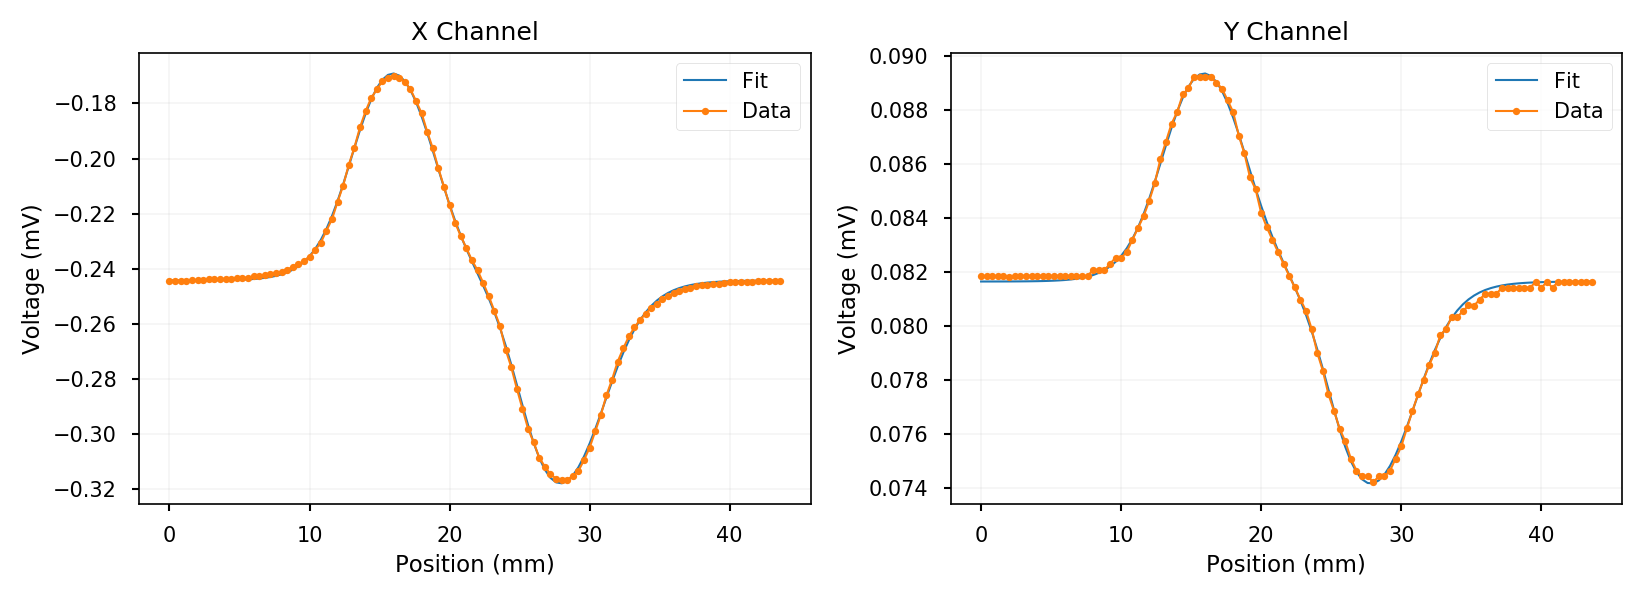 X Channel
Voltage (mV)
−0.18
−0.20
−0.22
−0.24
−0.26
−0.28
−0.30
−0.32
0 10 20 30 40
Position (mm)
Fit
Data
Y Channel
Voltage (mV)
0.090
0.088
0.086
0.084
0.082
0.080
0.078
0.076
0.074
0 10 20 30 40
Position (mm)
Fit
Data